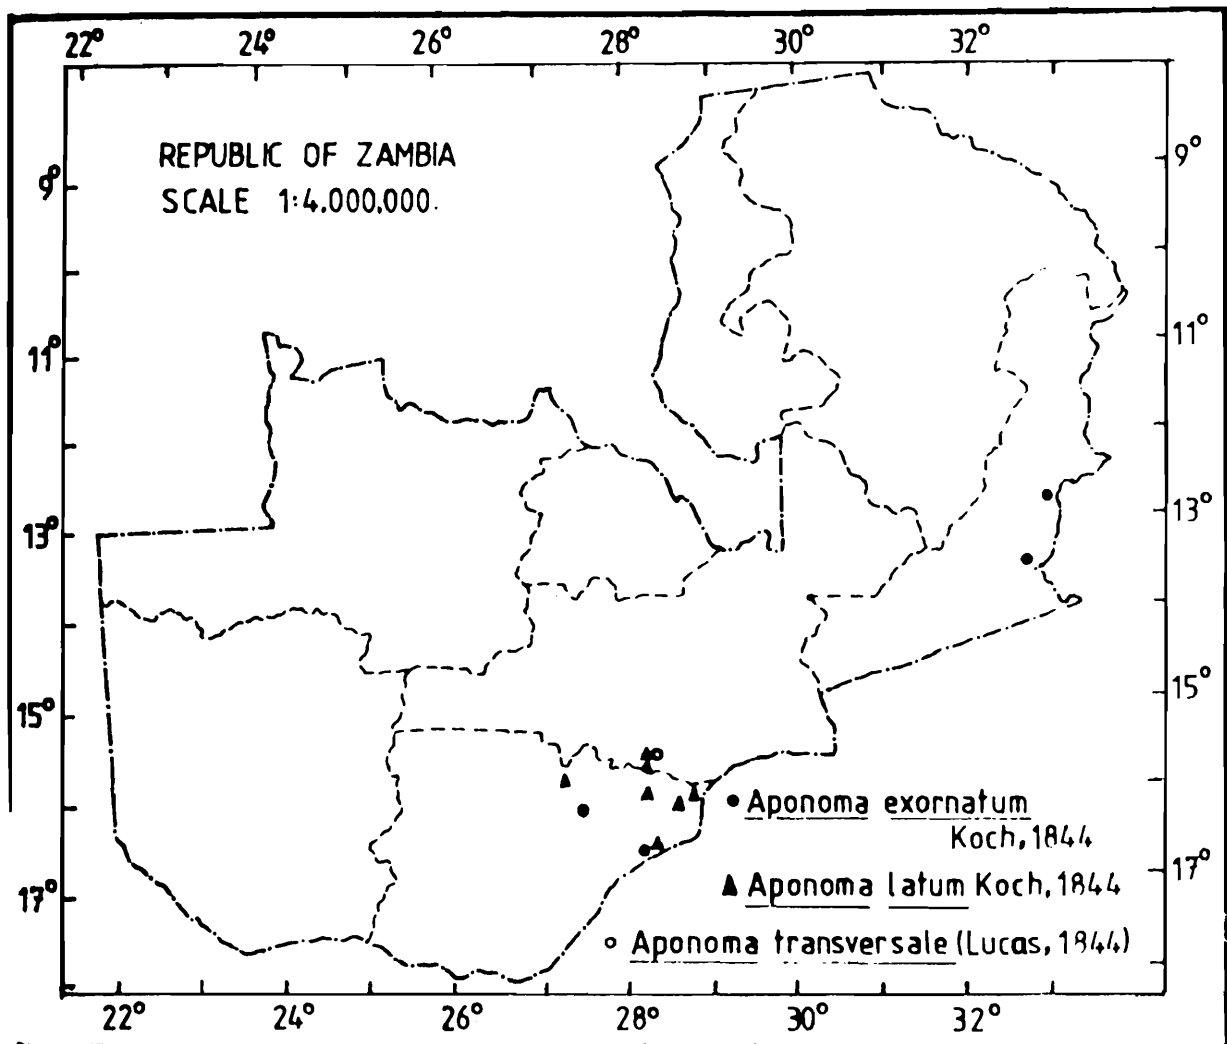 22° 24° 26° 28° 30° 32°
REPUBLIC OF ZAMBIA
SCALE 1:4.000,000.
9°
9°
11°
11°
13°
13°
15°
15°
17°
17°
Aponoma exornatum
Koch, 1844
Aponoma latum Koch, 1844
Aponoma transversale (Lucas, 1844)
22° 24° 26° 28° 30° 32°